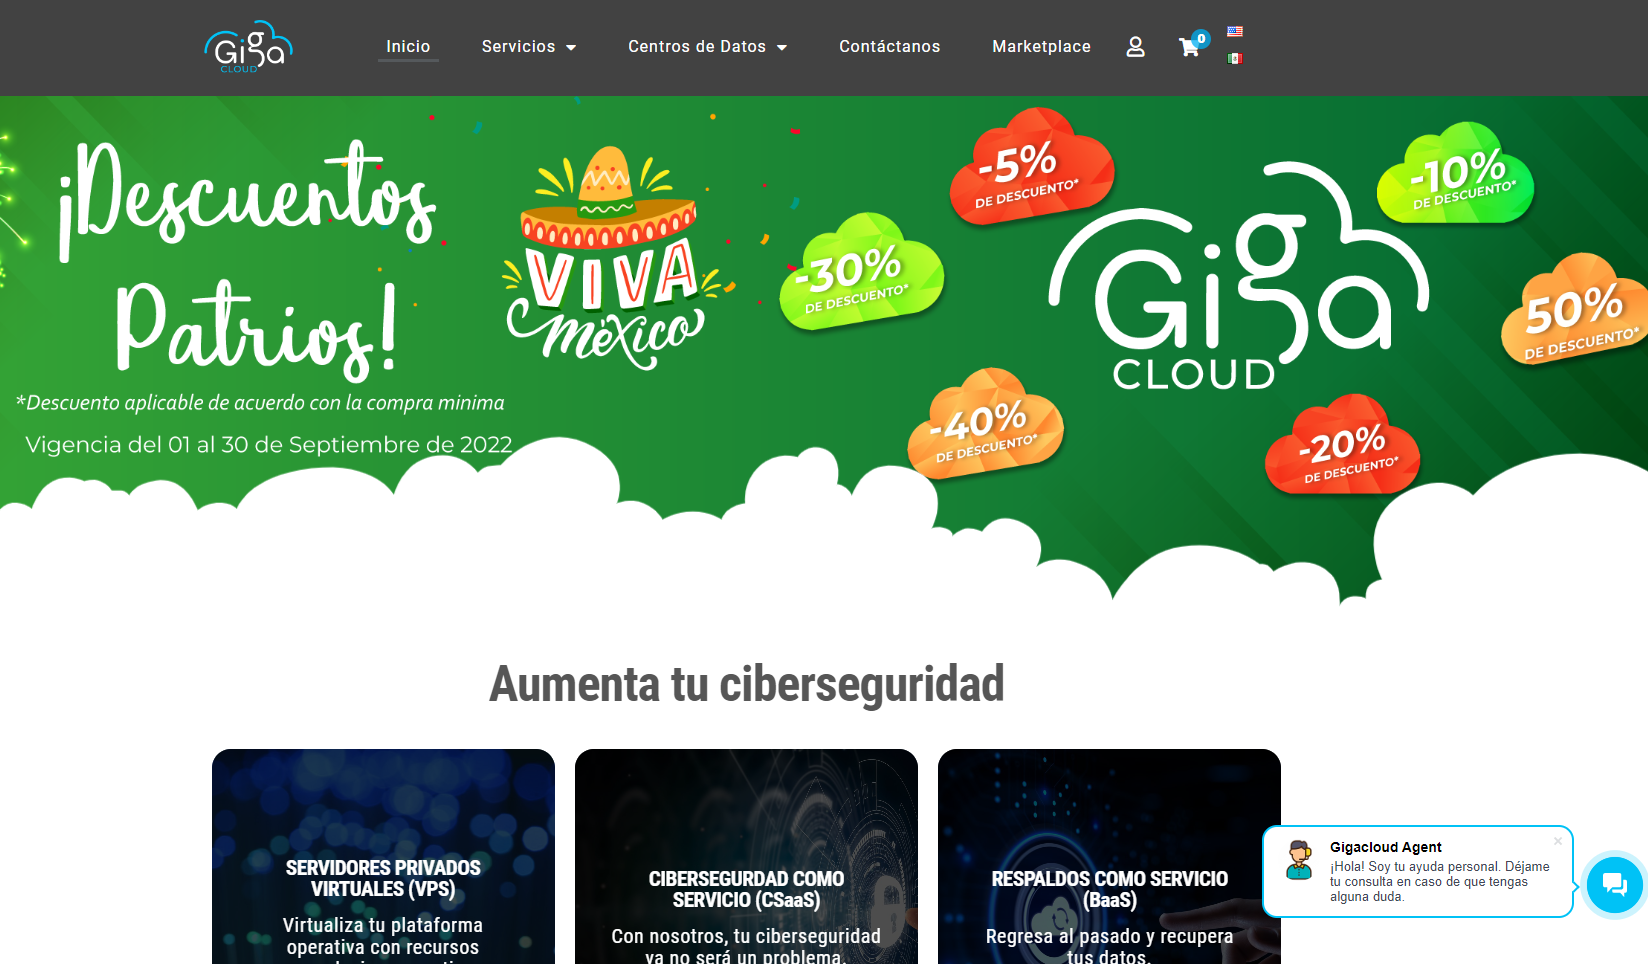 Giga
CLOUD
Inicio
Servicios
Centros de Datos
Contáctanos
Marketplace
0
¡Descuentos
Patrios!
*Descuento aplicable de acuerdo con la compra minima
Vigencia del 01 al 30 de Septiembre de 2022
VIVA
México
-5%
DE DESCUENTO*
-10%
DE DESCUENTO*
-30%
DE DESCUENTO*
Giga
CLOUD
50%
DE DESCUENTO*
-40%
DE DESCUENTO*
-20%
DE DESCUENTO*
Aumenta tu ciberseguridad
SERVIDORES PRIVADOS
VIRTUALES (VPS)
Virtualiza tu plataforma
operativa con recursos
CIBERSEGURDAD COMO
SERVICIO (CSaaS)
Con nosotros, tu ciberseguridad
ya no será un problema.
RESPALDOS COMO SERVICIO
(BaaS)
Regresa al pasado y recupera
tus datos.
Gigacloud Agent
¡Hola! Soy tu ayuda personal. Déjame
tu consulta en caso de que tengas
alguna duda.